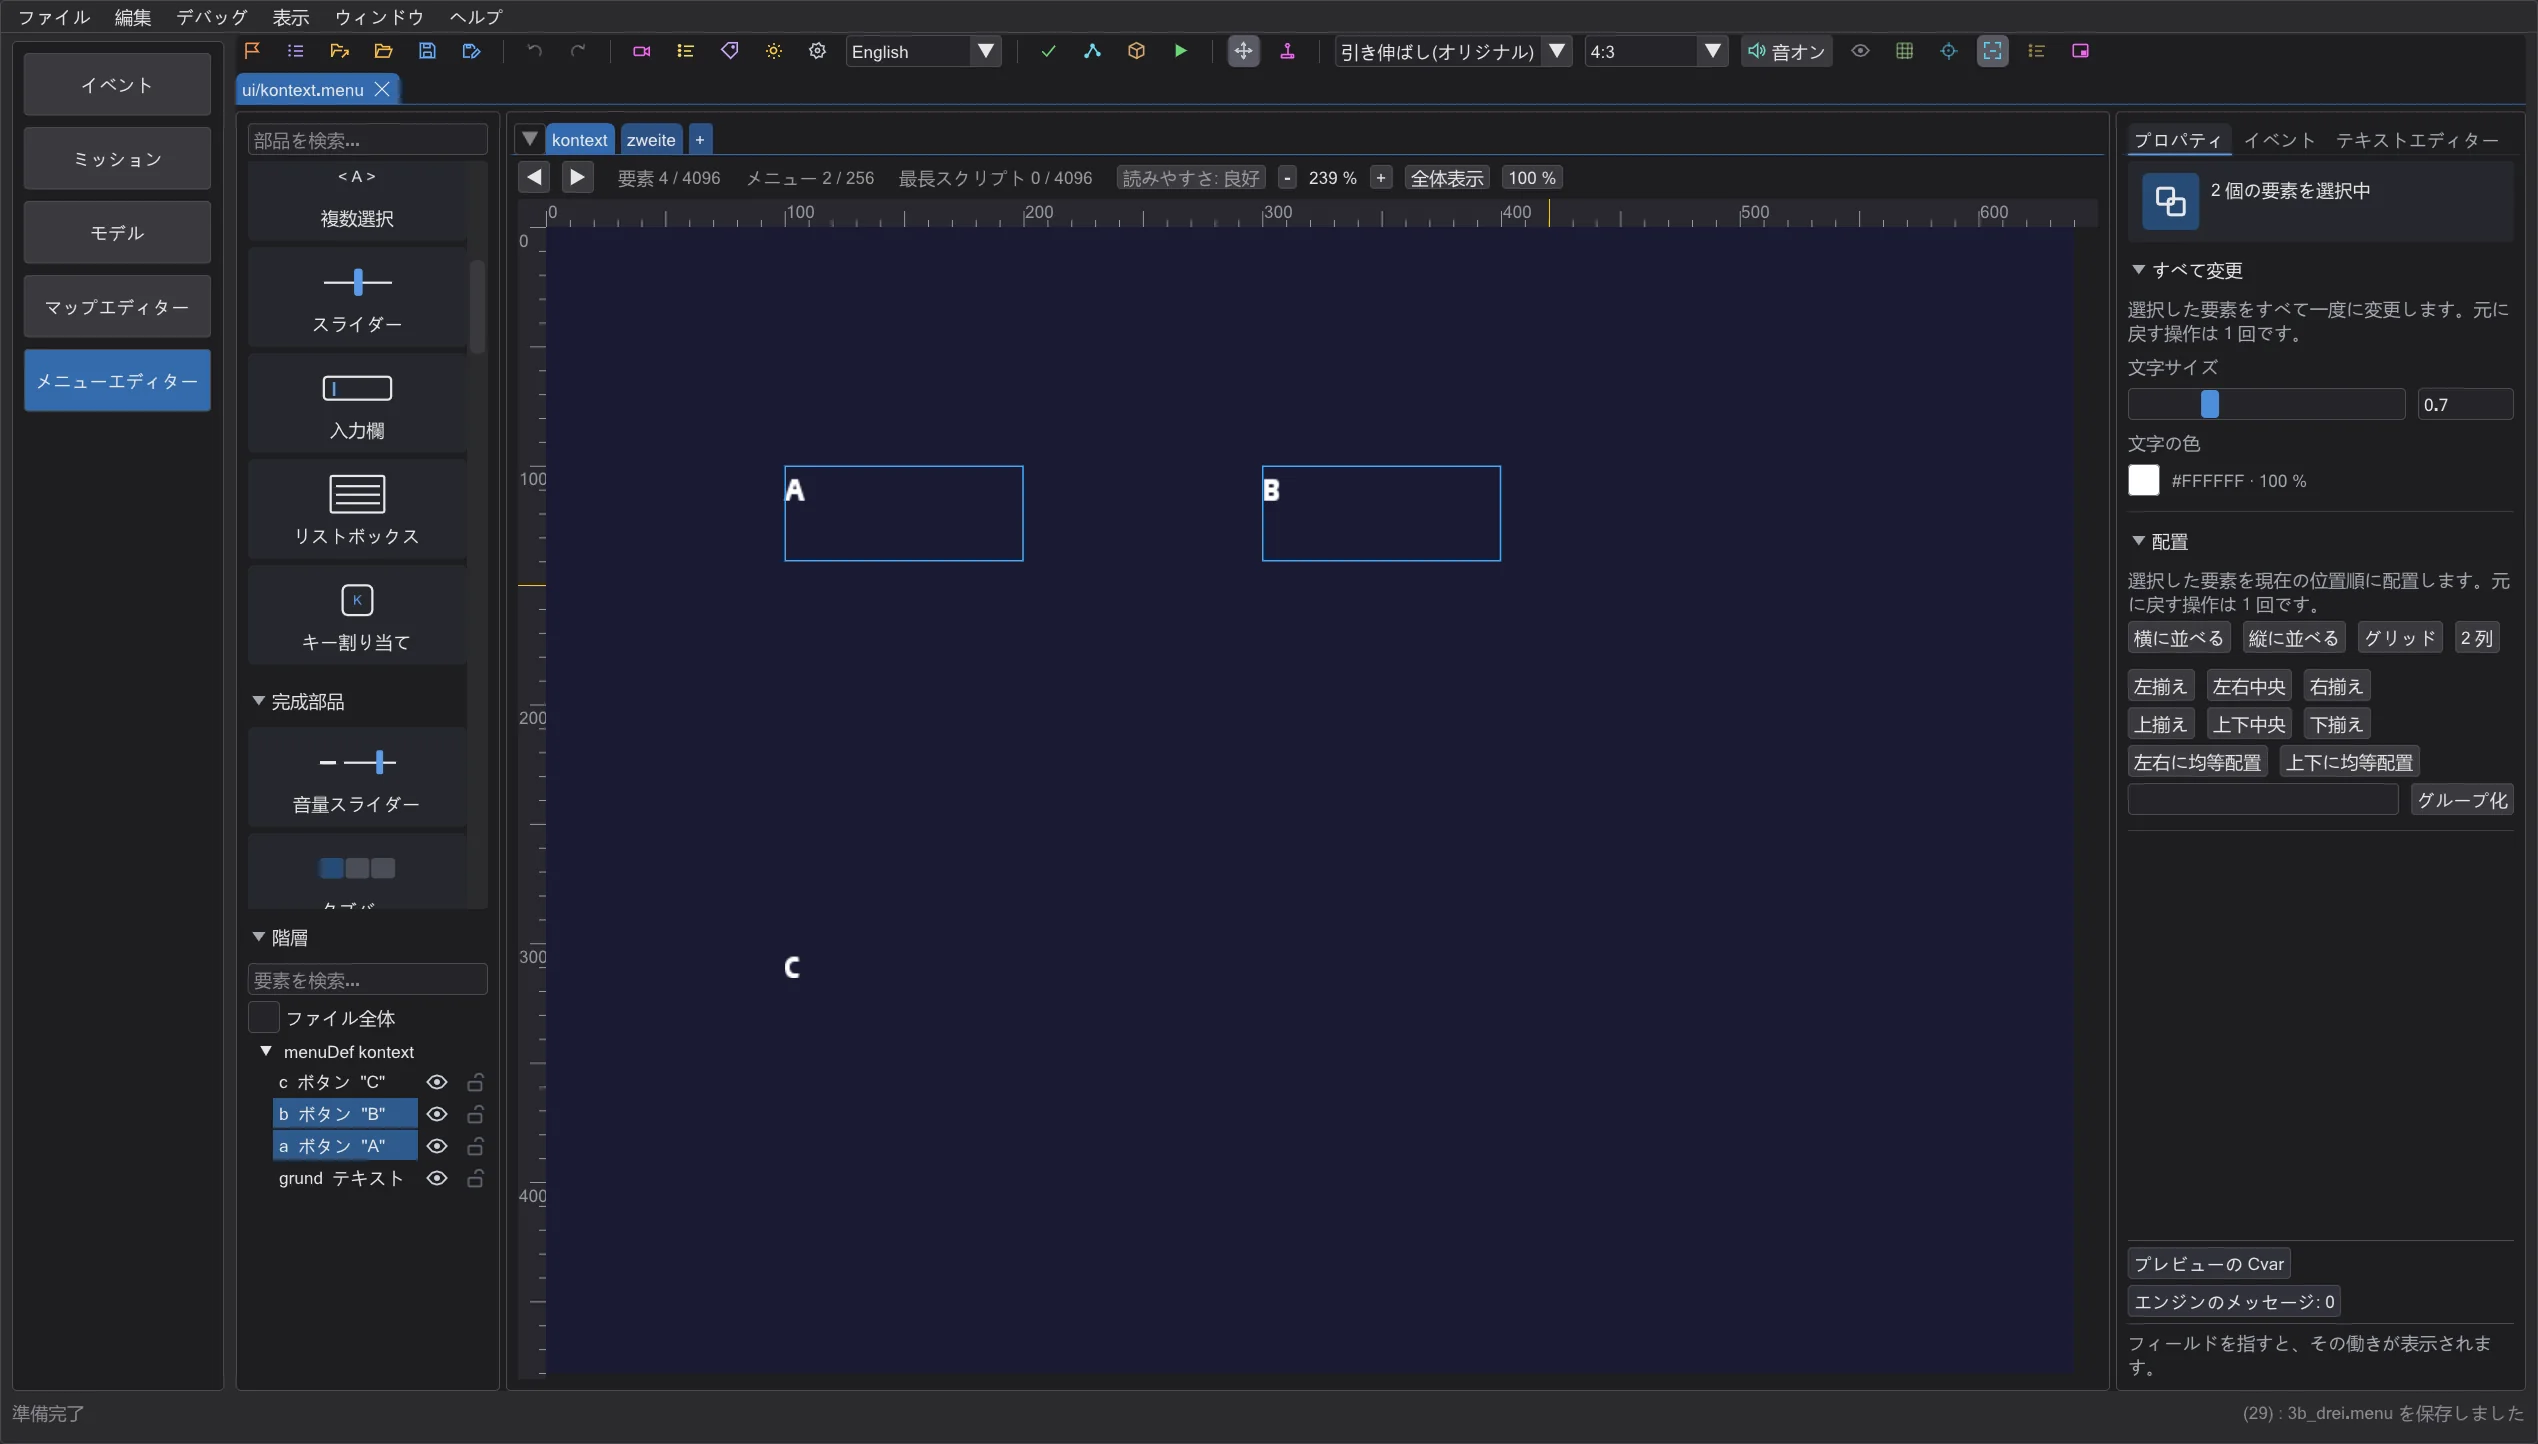 ファイル 編集 デバッグ 表示 ウィンドウ ヘルプ
English 引き伸ばし(オリジナル) 4:3 音オン
ui/kontext.menu
イベント
ミッション
モデル
マップエディター
メニューエディター
部品を検索...
< A >
複数選択
スライダー
入力欄
リストボックス
K
キー割り当て
完成部品
音量スライダー
階層
要素を検索...
ファイル全体
menuDef kontext
c ボタン "C"
b ボタン "B"
a ボタン "A"
grund テキスト
kontext zweite +
要素 4 / 4096 メニュー 2 / 256 最長スクリプト 0 / 4096 読みやすさ: 良好 - 239 % + 全体表示 100 %
0 100 200 300 400 500 600
0
100
200
300
400
A B
C
プロパティ イベント テキストエディター
2 個の要素を選択中
すべて変更
選択した要素をすべて一度に変更します。元に
戻す操作は 1 回です。
文字サイズ
0.7
文字の色
#FFFFFF · 100 %
配置
選択した要素を現在の位置順に配置します。元
に戻す操作は 1 回です。
横に並べる 縦に並べる グリッド 2 列
左揃え 左右中央 右揃え
上揃え 上下中央 下揃え
左右に均等配置 上下に均等配置
グループ化
プレビューの Cvar
エンジンのメッセージ: 0
フィールドを指すと、その働きが表示されま
す。
準備完了
(29) : 3b_drei.menu を保存しました